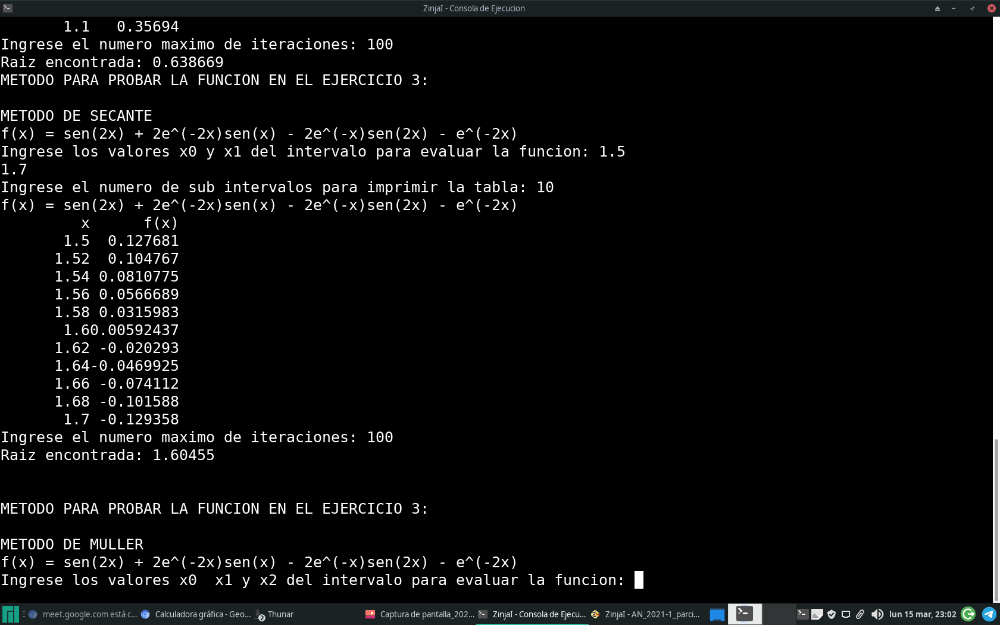 ZinjaI - Consola de Ejecucion
1.1 0.35694
Ingrese el numero maximo de iteraciones: 100
Raiz encontrada: 0.638669
METODO PARA PROBAR LA FUNCION EN EL EJERCICIO 3:
METODO DE SECANTE
f(x) = sen(2x) + 2e^(-2x)sen(x) - 2e^(-x)sen(2x) - e^(-2x)
Ingrese los valores x0 y x1 del intervalo para evaluar la funcion: 1.5
1.7
Ingrese el numero de sub intervalos para imprimir la tabla: 10
f(x) = sen(2x) + 2e^(-2x)sen(x) - 2e^(-x)sen(2x) - e^(-2x)
x f(x)
1.5 0.127681
1.52 0.104767
1.54 0.0810775
1.56 0.0566689
1.58 0.0315983
1.60.00592437
1.62 -0.020293
1.64-0.0469925
1.66 -0.074112
1.68 -0.101588
1.7 -0.129358
Ingrese el numero maximo de iteraciones: 100
Raiz encontrada: 1.60455
METODO PARA PROBAR LA FUNCION EN EL EJERCICIO 3:
METODO DE MULLER
f(x) = sen(2x) + 2e^(-2x)sen(x) - 2e^(-x)sen(2x) - e^(-2x)
Ingrese los valores x0  x1 y x2 del intervalo para evaluar la funcion:
meet.google.com está c... Calculadora gráfica - Geo... 2 Thunar Captura de pantalla_202... ZinjaI - Consola de Ejecu... ZinjaI - AN_2021-1_parci... lun 15 mar, 23:02